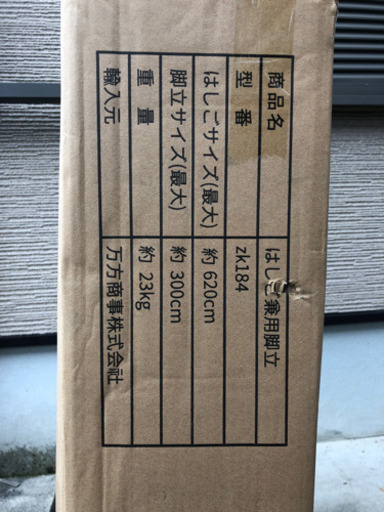 商品名 はしご兼用脚立
型番 zk184
はしごサイズ(最大) 約 620cm
脚立サイズ(最大) 約 300cm
重量 約 23kg
輸入元 万方商事株式会社